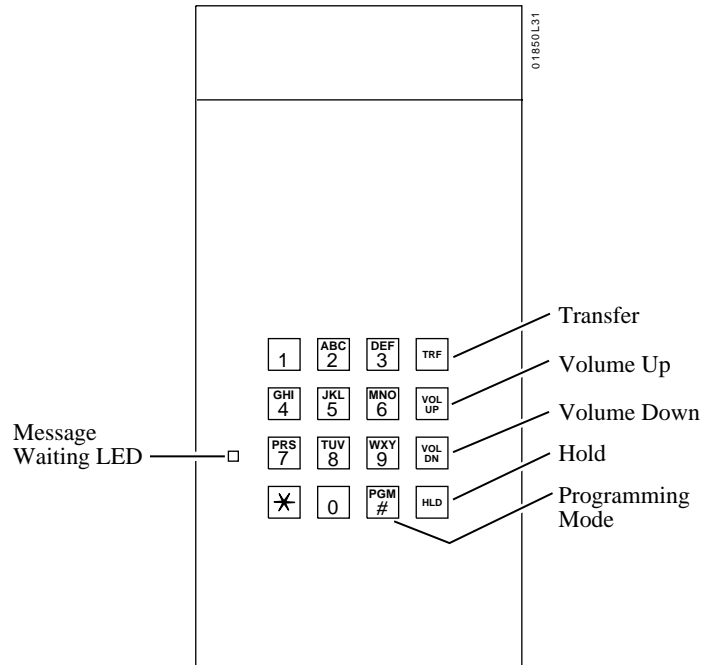 01850L31
Transfer
Volume Up
Volume Down
Hold
Programming
Mode
Message
Waiting LED
1
ABC
2
DEF
3
TRF
GHI
4
JKL
5
MNO
6
VOL
UP
PRS
7
TUV
8
WXY
9
VOL
DN
*
0
PGM
#
HLD